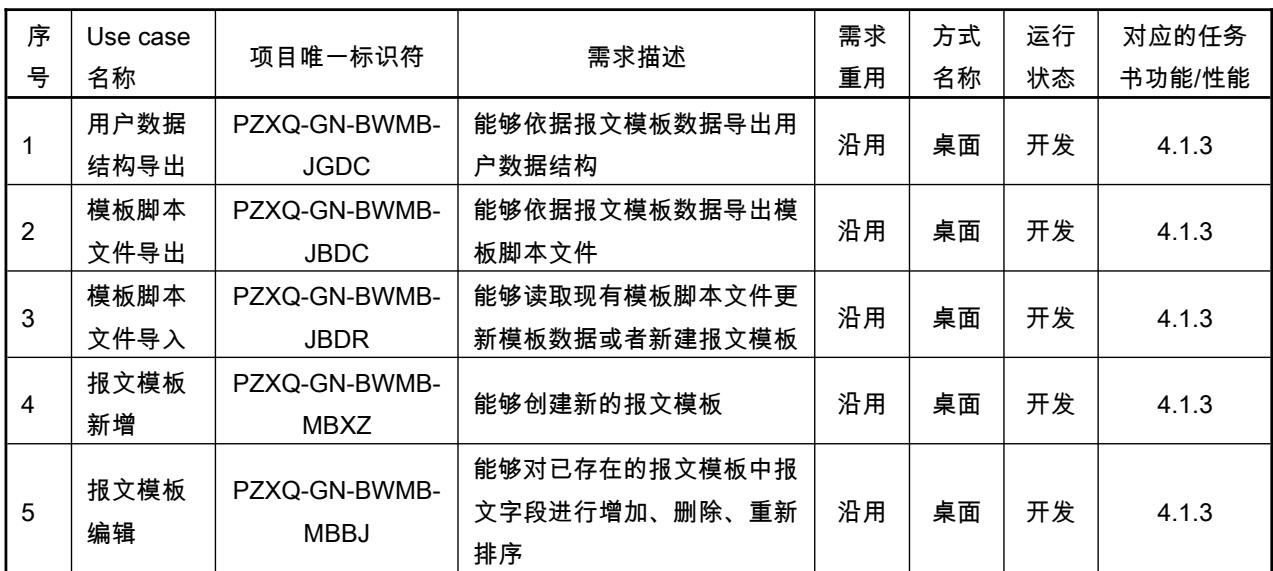 序号 Use case 名称 项目唯一标识符 需求描述 需求重用 方式名称 运行状态 对应的任务书功能/性能
1 用户数据结构导出 PZXQ-GN-BWMB-JGDC 能够依据报文模板数据导出用户数据结构 沿用 桌面 开发 4.1.3
2 模板脚本文件导出 PZXQ-GN-BWMB-JBDC 能够依据报文模板数据导出模板脚本文件 沿用 桌面 开发 4.1.3
3 模板脚本文件导入 PZXQ-GN-BWMB-JBDR 能够读取现有模板脚本文件更新模板数据或者新建报文模板 沿用 桌面 开发 4.1.3
4 报文模板新增 PZXQ-GN-BWMB-MBXZ 能够创建新的报文模板 沿用 桌面 开发 4.1.3
5 报文模板编辑 PZXQ-GN-BWMB-MBBJ 能够对已存在的报文模板中报文字段进行增加、删除、重新排序 沿用 桌面 开发 4.1.3